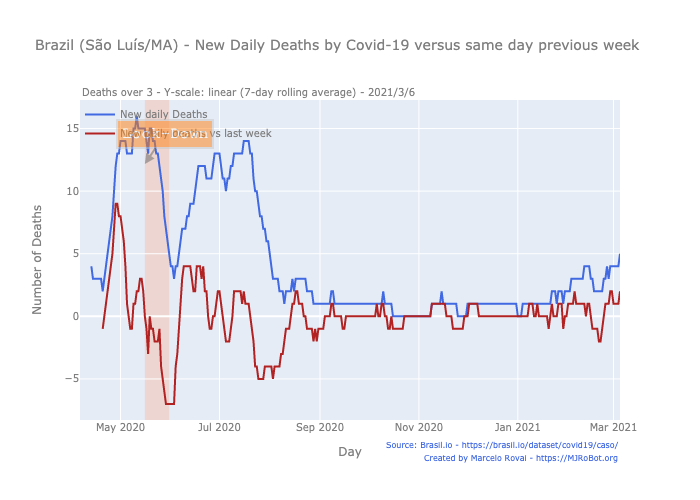 Brazil (São Luís/MA) - New Daily Deaths by Covid-19 versus same day previous week
Deaths over 3 - Y-scale: linear (7-day rolling average) - 2021/3/6
New daily Deaths
New daily Deaths vs last week
15
10
5
0
−5
Number of Deaths
May 2020
Jul 2020
Sep 2020
Nov 2020
Jan 2021
Mar 2021
Day
Source: Brasil.io - https://brasil.io/dataset/covid19/caso/
Created by Marcelo Rovai - https://MJRoBot.org